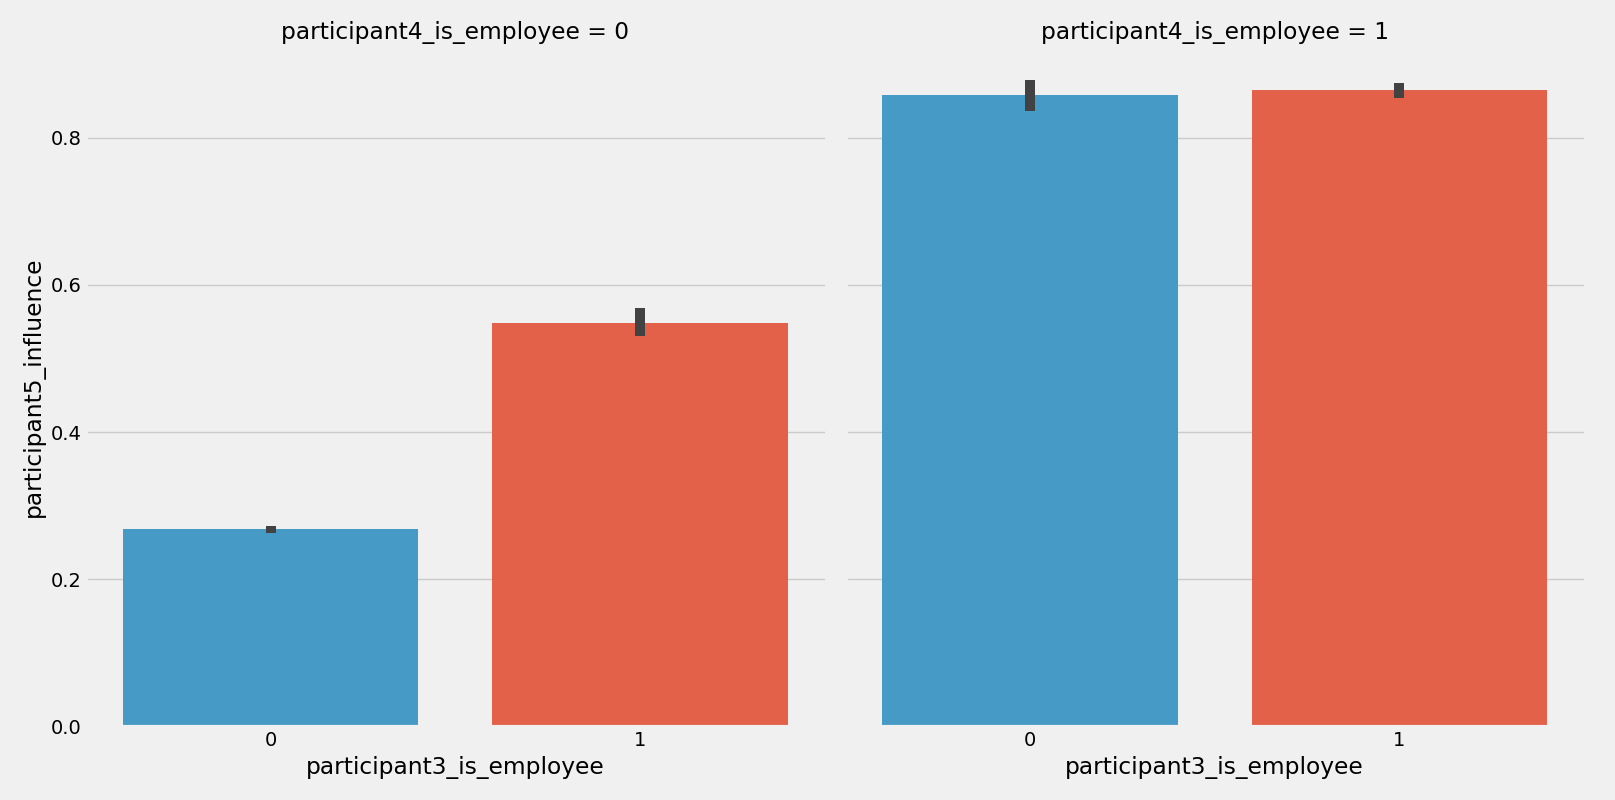 participant4_is_employee = 0
participant4_is_employee = 1
participant5_influence
0.8
0.6
0.4
0.2
0.0
0
1
0
1
participant3_is_employee
participant3_is_employee